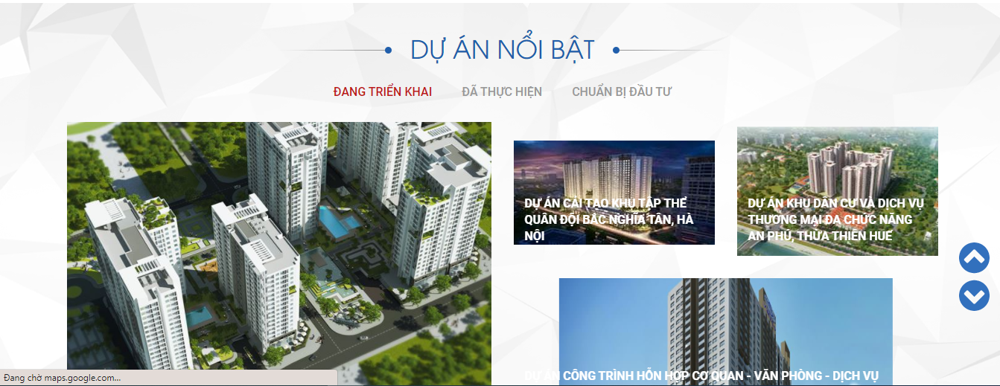 DỰ ÁN NỔI BẬT
ĐANG TRIỂN KHAI ĐÃ THỰC HIỆN CHUẨN BỊ ĐẦU TƯ
DỰ ÁN CẢI TẠO KHU TẬP THỂ
QUÂN ĐỘI BẮC NGHĨA TÂN, HÀ
NỘI
DỰ ÁN KHU DÂN CƯ VÀ DỊCH VỤ
THƯƠNG MẠI ĐA CHỨC NĂNG
AN PHÚ, THỪA THIÊN HUẾ
DỰ ÁN CÔNG TRÌNH HỖN HỢP CƠ QUAN - VĂN PHÒNG - DỊCH VỤ
Đang chờ maps.google.com...